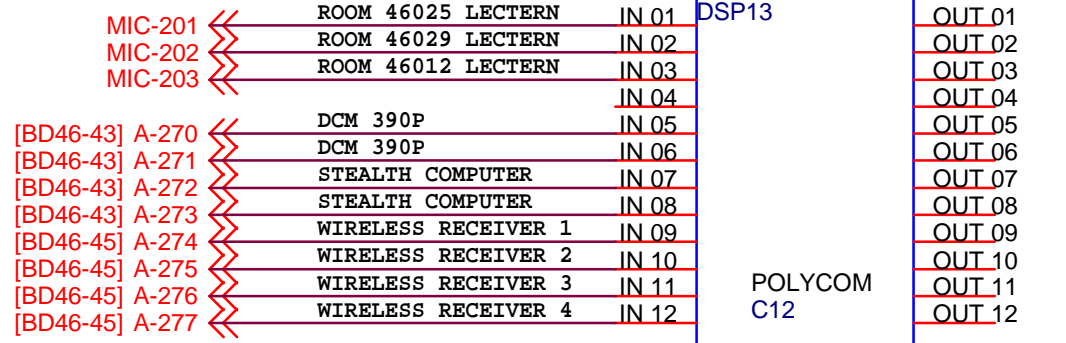 MIC-201 ROOM 46025 LECTERN IN 01 DSP13 OUT 01
MIC-202 ROOM 46029 LECTERN IN 02 OUT 02
MIC-203 ROOM 46012 LECTERN IN 03 OUT 03
IN 04 OUT 04
[BD46-43] A-270 DCM 390P IN 05 OUT 05
[BD46-43] A-271 DCM 390P IN 06 OUT 06
[BD46-43] A-272 STEALTH COMPUTER IN 07 OUT 07
[BD46-43] A-273 STEALTH COMPUTER IN 08 OUT 08
[BD46-45] A-274 WIRELESS RECEIVER 1 IN 09 OUT 09
[BD46-45] A-275 WIRELESS RECEIVER 2 IN 10 OUT 10
[BD46-45] A-276 WIRELESS RECEIVER 3 IN 11 POLYCOM OUT 11
[BD46-45] A-277 WIRELESS RECEIVER 4 IN 12 C12 OUT 12